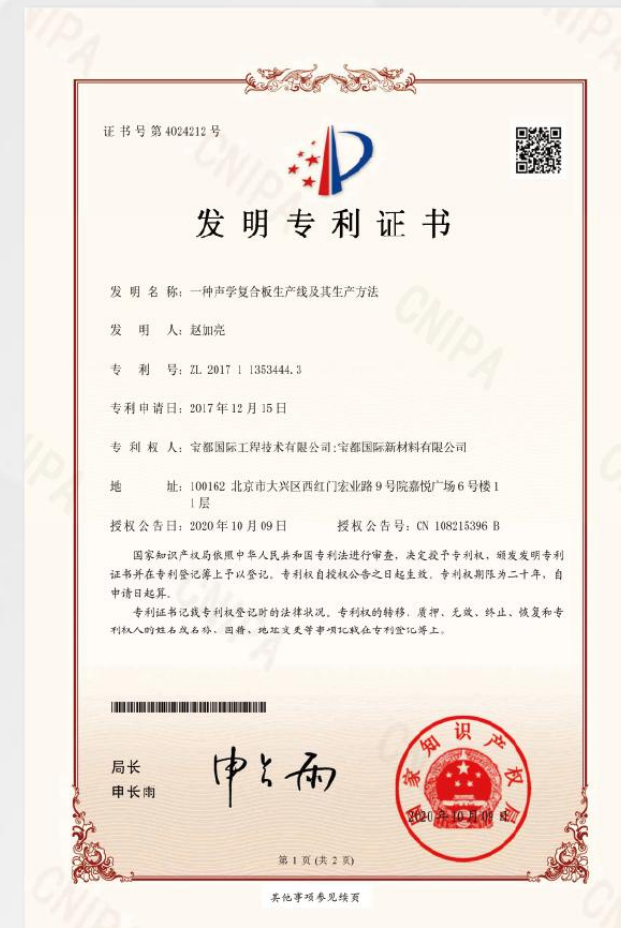 证书号第4024212号
发明专利证书
发明名称：一种声学复合板生产线及其生产方法
发明人：赵加亮
专利号：ZL 2017 1 1353444.3
专利申请日：2017年12月15日
专利权人：宝都国际工程技术有限公司;宝都国际新材料有限公司
地址：100162 北京市大兴区西红门宏业路9号院嘉悦广场6号楼1
1层
授权公告日：2020年10月09日 授权公告号：CN 108215396 B
国家知识产权局依照中华人民共和国专利法进行审查，决定授予专利权，颁发发明专利
证书并在专利登记簿上予以登记。专利权自授权公告之日起生效。专利权期限为二十年，自
申请日起算。
专利证书记载专利权登记时的法律状况。专利权的转移、质押、无效、终止、恢复和专
利权人的姓名或名称、国籍、地址变更等事项记载在专利登记簿上。
局长
申长雨
申长雨
国家知识产权局
2020年10月09日
第1页(共2页)
其他事项参见续页
CNIPA